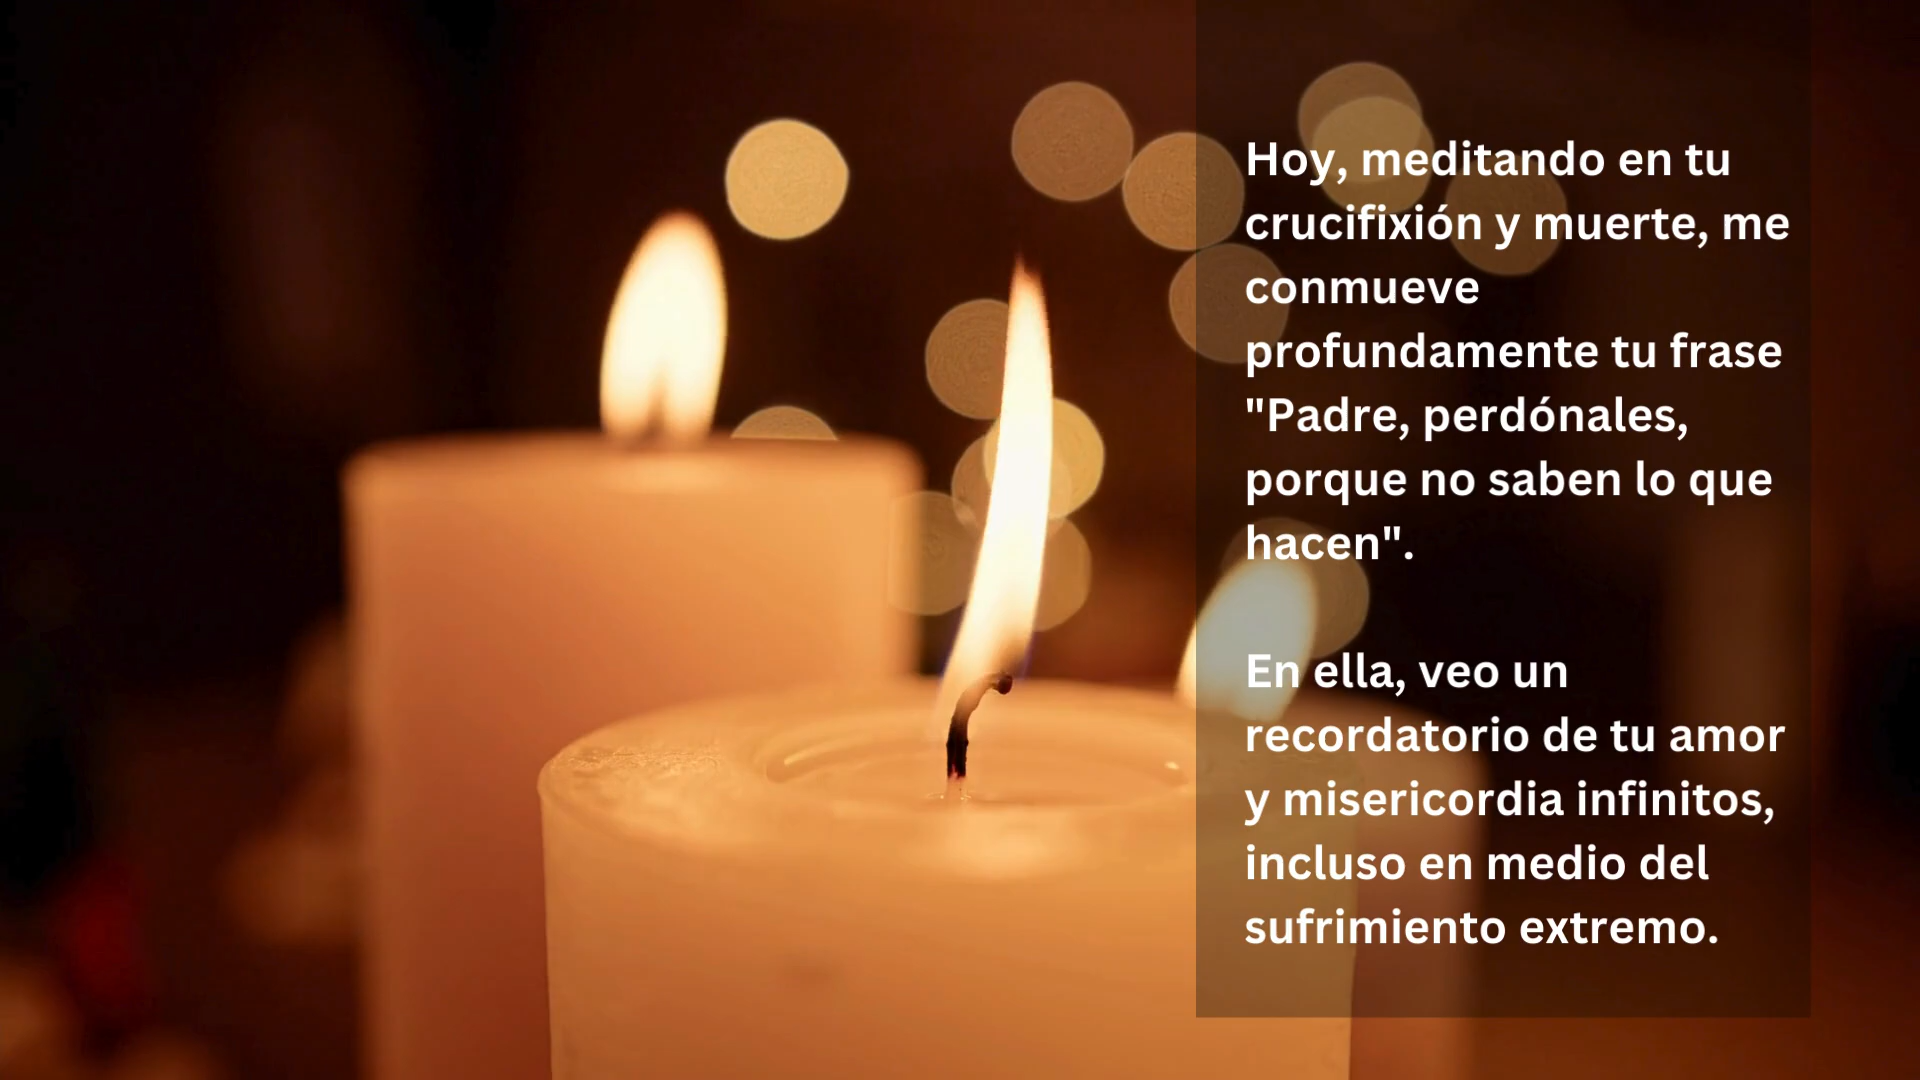 Hoy, meditando en tu
crucifixión y muerte, me
conmueve
profundamente tu frase
"Padre, perdónales,
porque no saben lo que
hacen".
En ella, veo un
recordatorio de tu amor
y misericordia infinitos,
incluso en medio del
sufrimiento extremo.